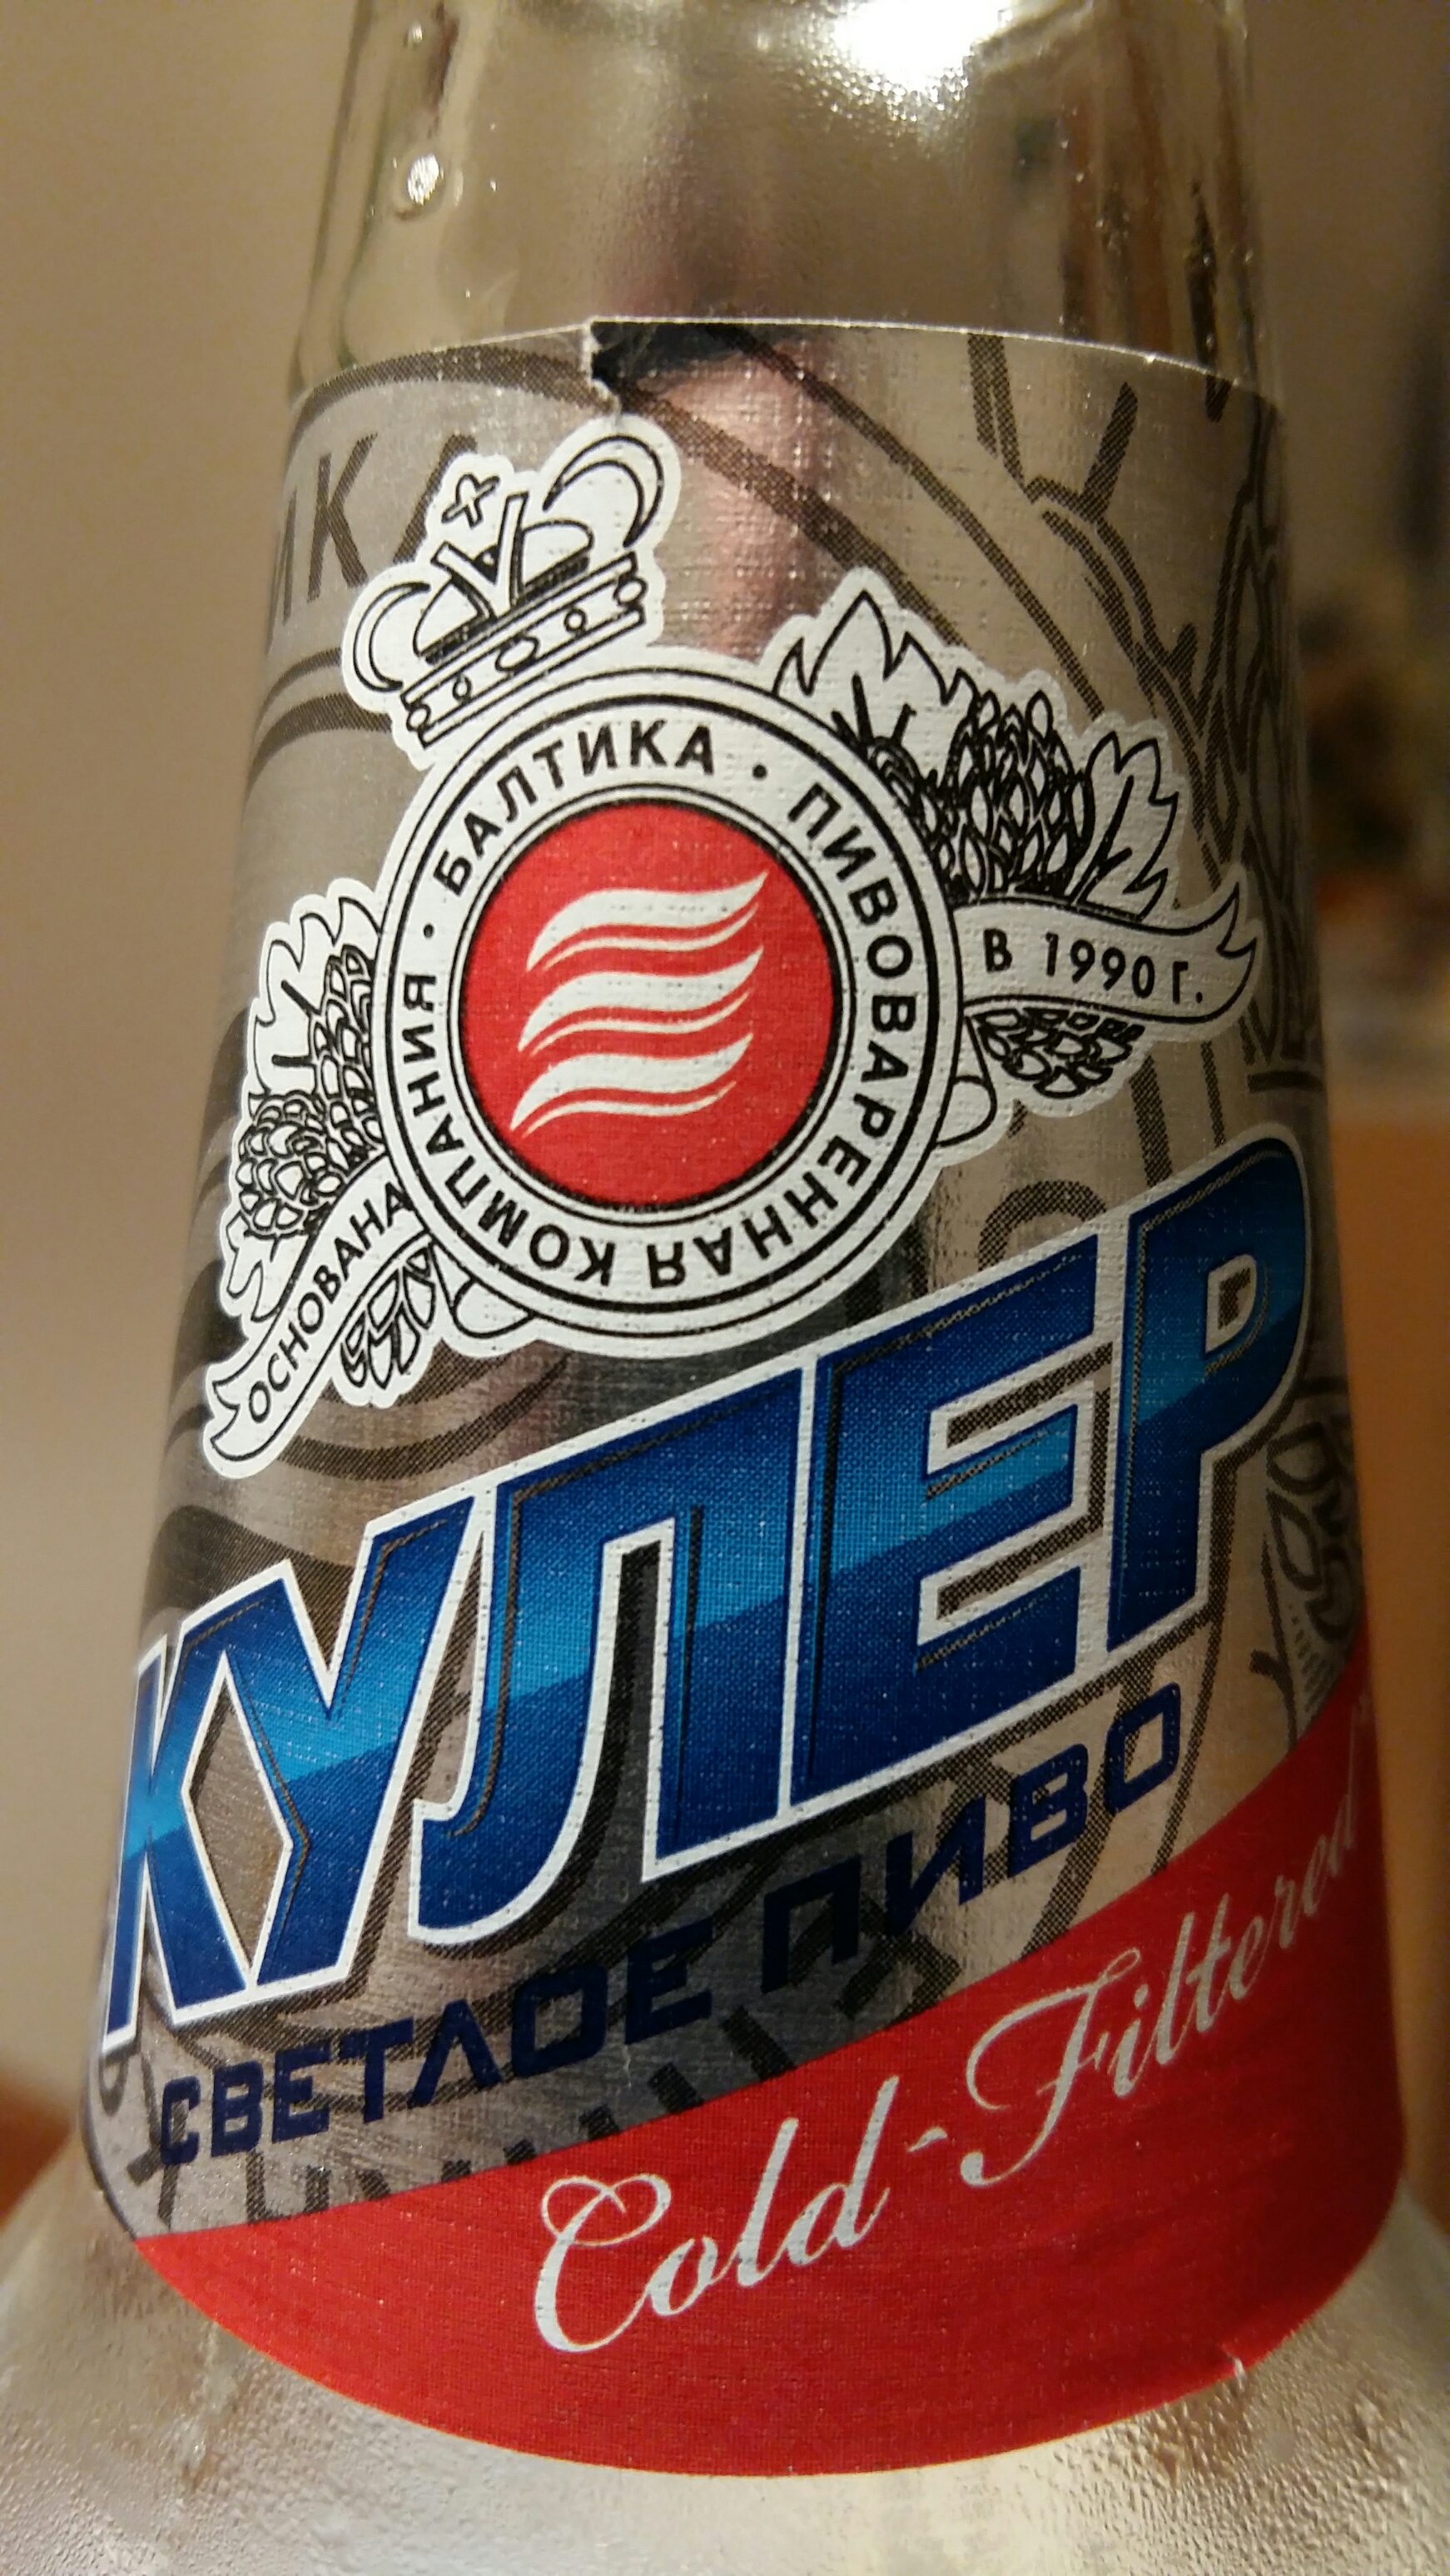 БАЛТИКА • ПИВОВАРЕННАЯ КОМПАНИЯ •
ОСНОВАНА В 1990 Г.
КУЛЕР
СВЕТЛОЕ ПИВО
Cold-Filtered